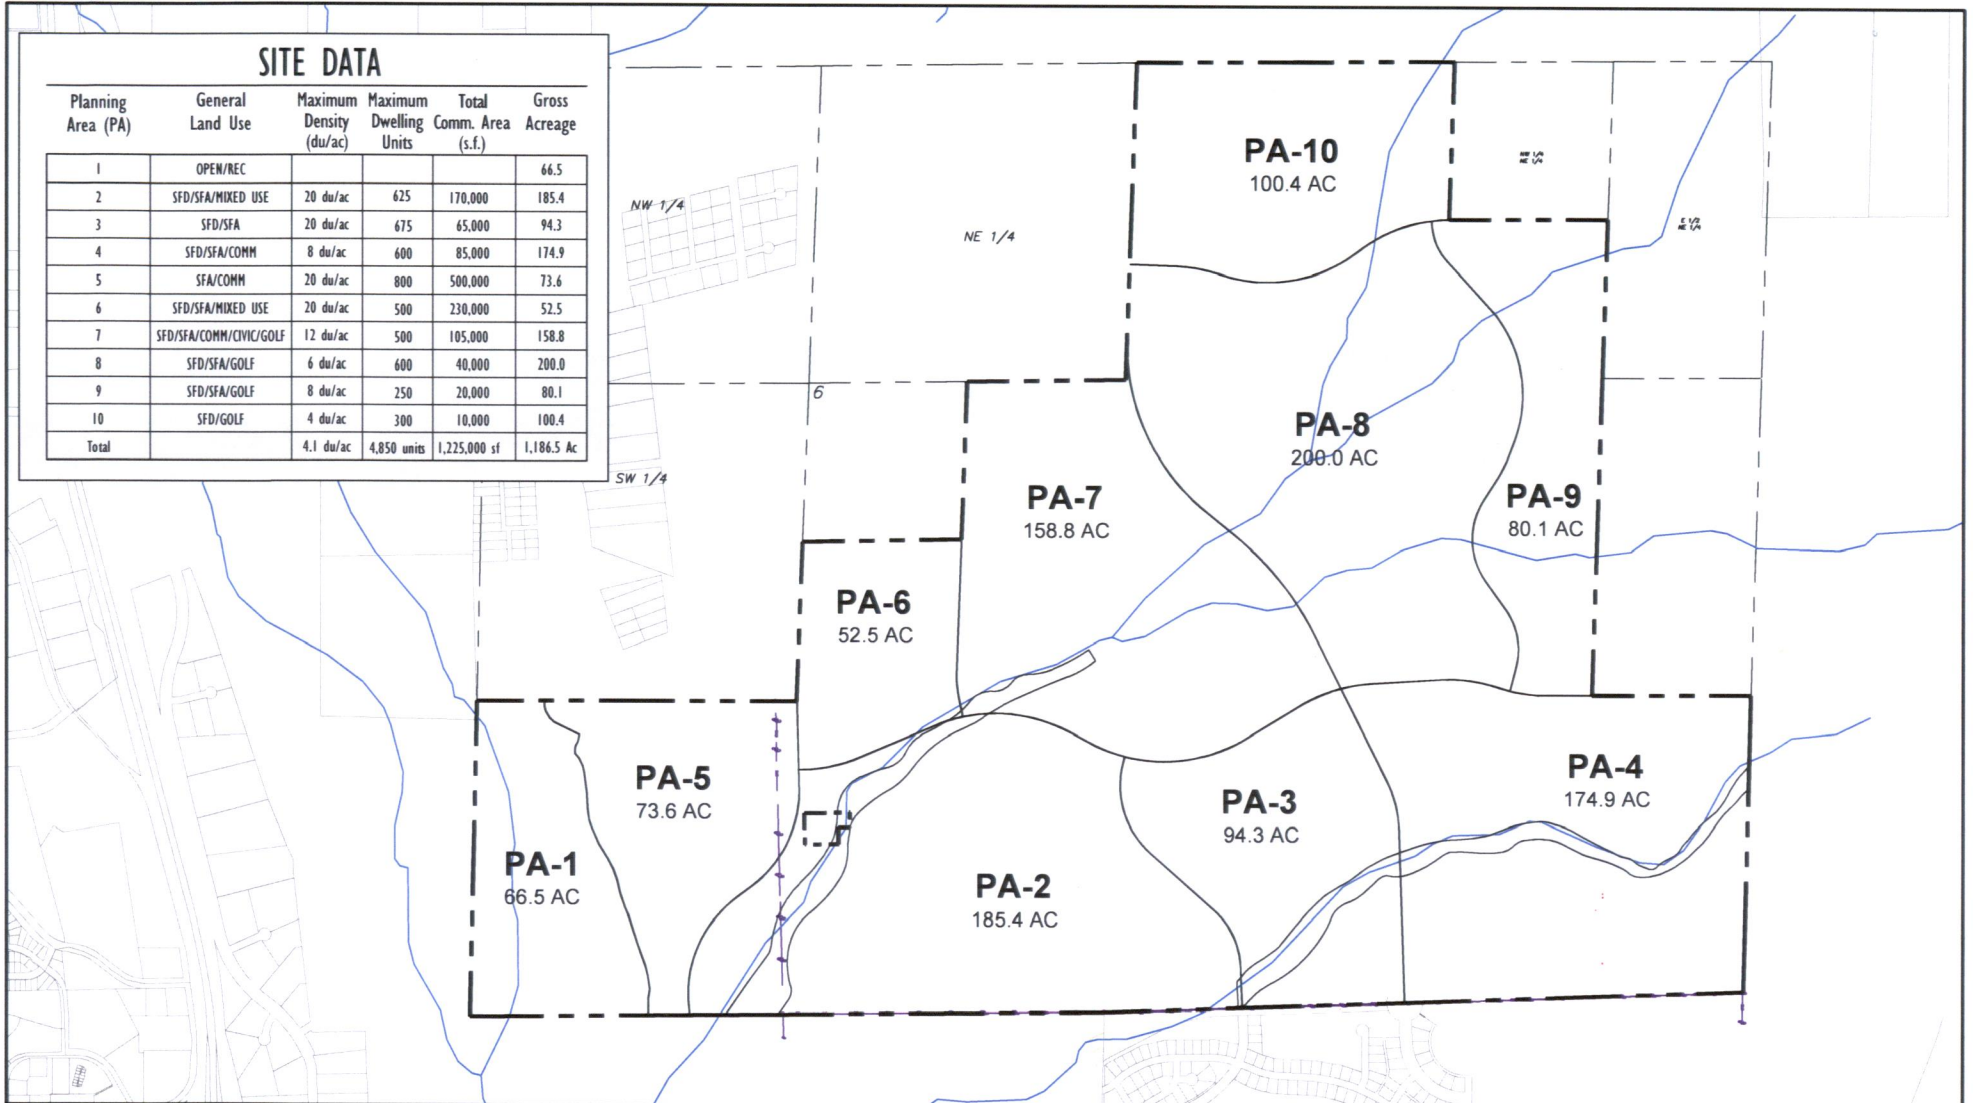 SITE DATA
Planning Area (PA) General Land Use Maximum Density (du/ac) Maximum Dwelling Units Total Comm. Area (s.f.) Gross Acreage
1 OPEN/REC 66.5
2 SFD/SFA/MIXED USE 20 du/ac 625 170,000 185.4
3 SFD/SFA 20 du/ac 675 65,000 94.3
4 SFD/SFA/COMM 8 du/ac 600 85,000 174.9
5 SFA/COMM 20 du/ac 800 500,000 73.6
6 SFD/SFA/MIXED USE 20 du/ac 500 230,000 52.5
7 SFD/SFA/COMM/CIVIC/GOLF 12 du/ac 500 105,000 158.8
8 SFD/SFA/GOLF 6 du/ac 600 40,000 200.0
9 SFD/SFA/GOLF 8 du/ac 250 20,000 80.1
10 SFD/GOLF 4 du/ac 300 10,000 100.4
Total 4.1 du/ac 4,850 units 1,225,000 sf 1,186.5 Ac
PA-10
100.4 AC
NW 1/4
NE 1/4
NW 1/4
NE 1/4
E 1/2
NE 1/4
6
PA-8
200.0 AC
SW 1/4
PA-7
158.8 AC
PA-9
80.1 AC
PA-6
52.5 AC
PA-5
73.6 AC
PA-4
174.9 AC
PA-3
94.3 AC
PA-1
66.5 AC
PA-2
185.4 AC